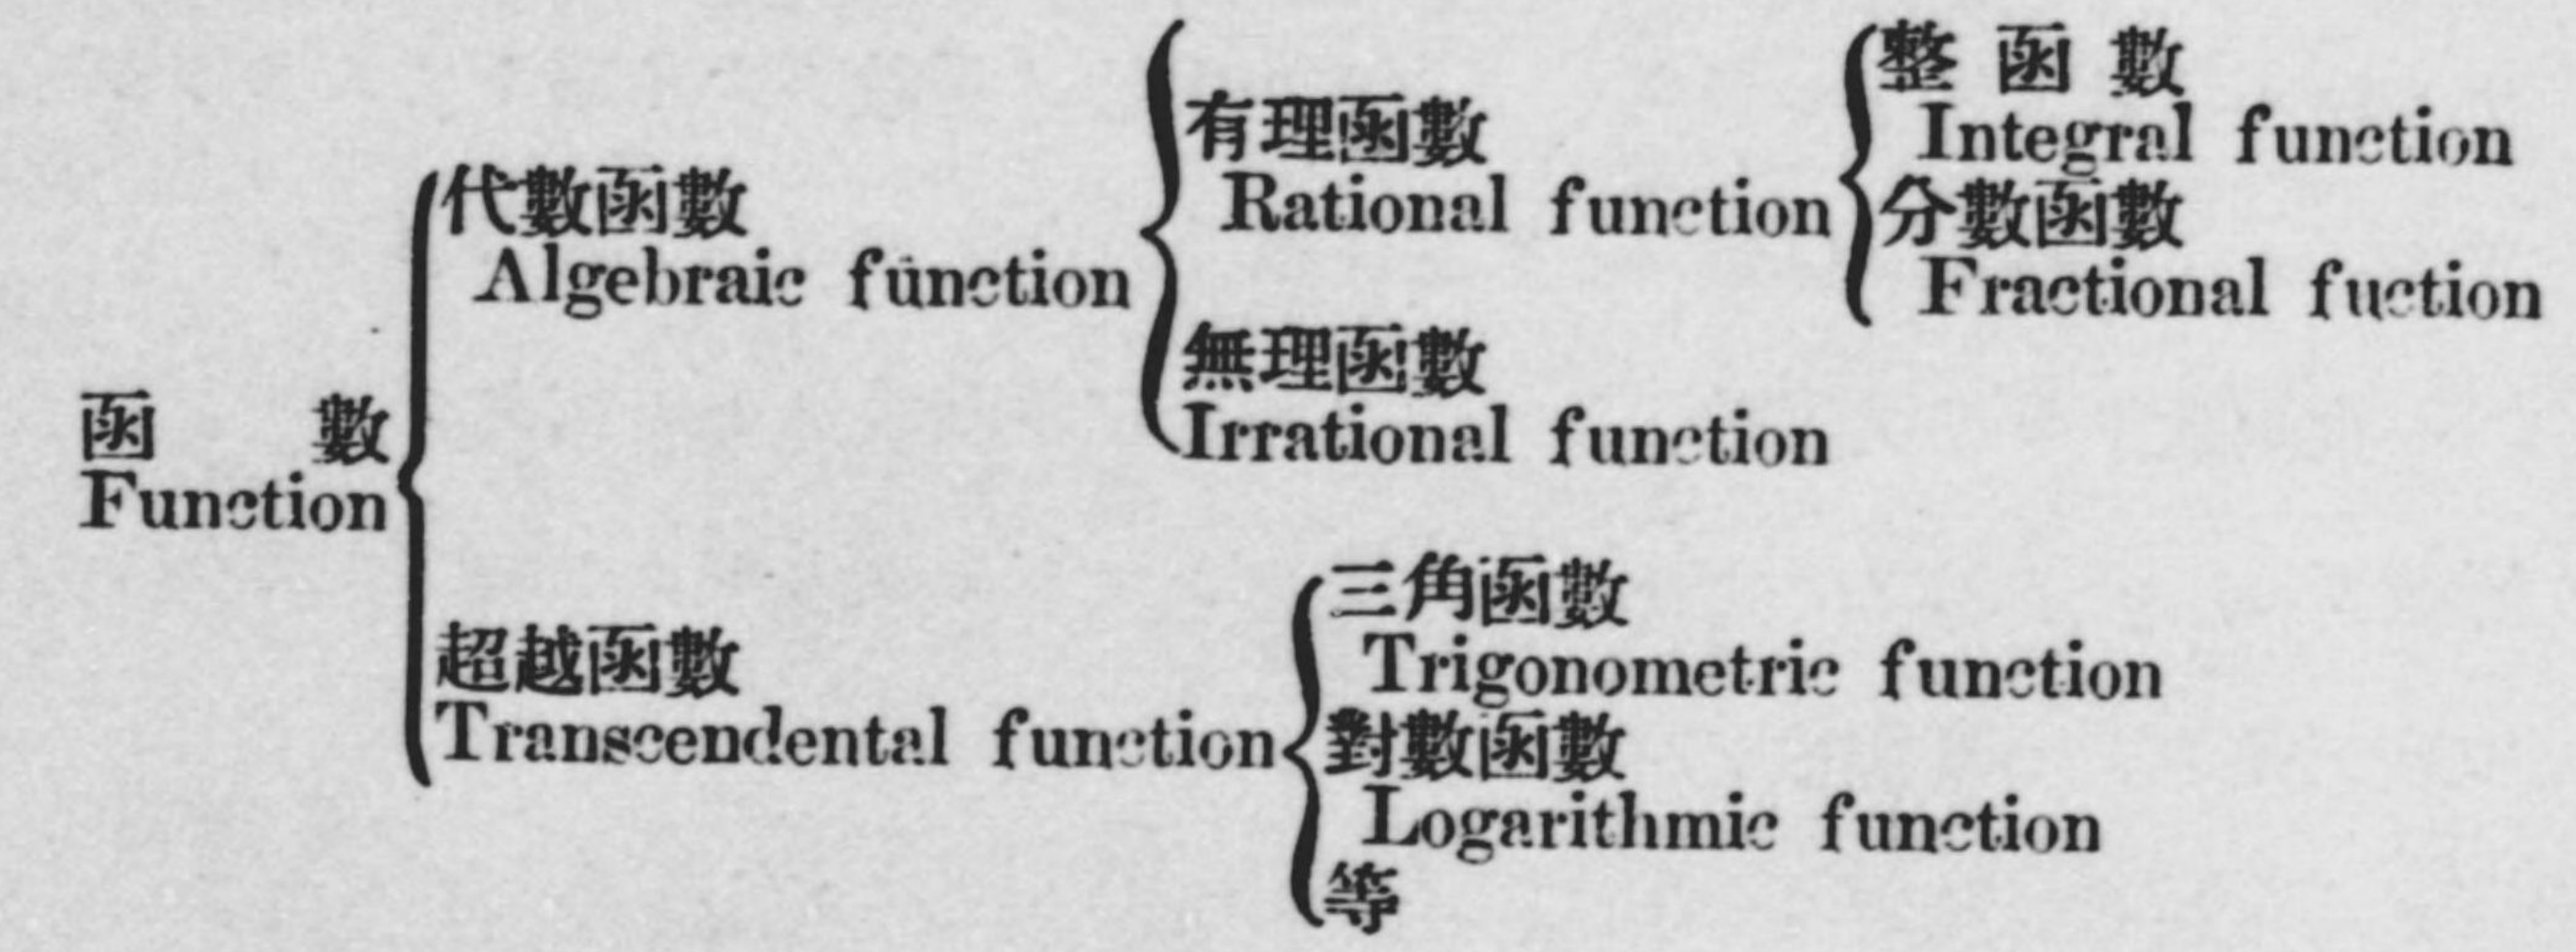 函 數
Function
代數函數
Algebraic function
有理函數
Rational function
整函數
Integral function
分數函數
Fractional fuction
無理函數
Irrational function
超越函數
Transcendental function
三角函數
Trigonometric function
對數函數
Logarithmic function
等